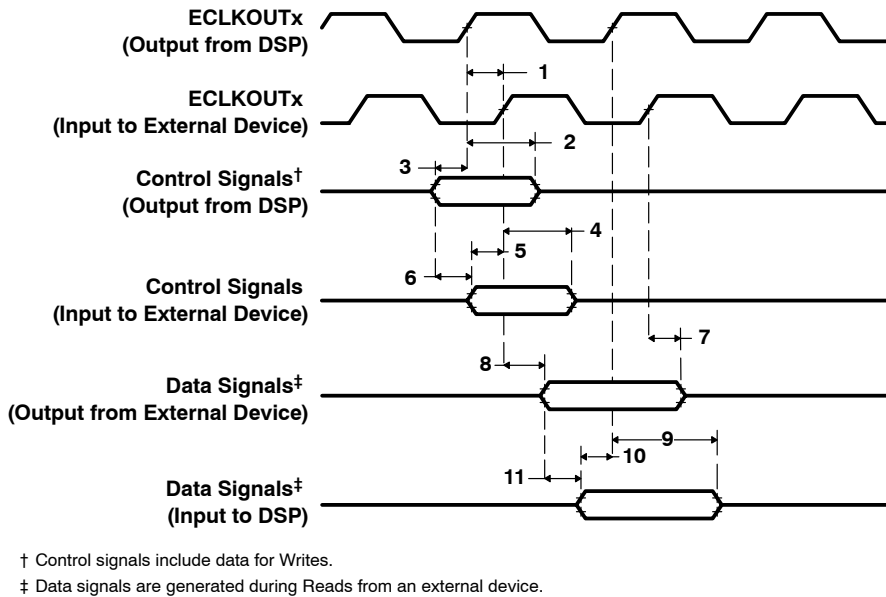 ECLKOUTx
(Output from DSP)
1
ECLKOUTx
(Input to External Device)
2
3
Control Signals†
(Output from DSP)
4
5
6
Control Signals
(Input to External Device)
7
8
Data Signals‡
(Output from External Device)
9
10
11
Data Signals‡
(Input to DSP)
† Control signals include data for Writes.
‡ Data signals are generated during Reads from an external device.